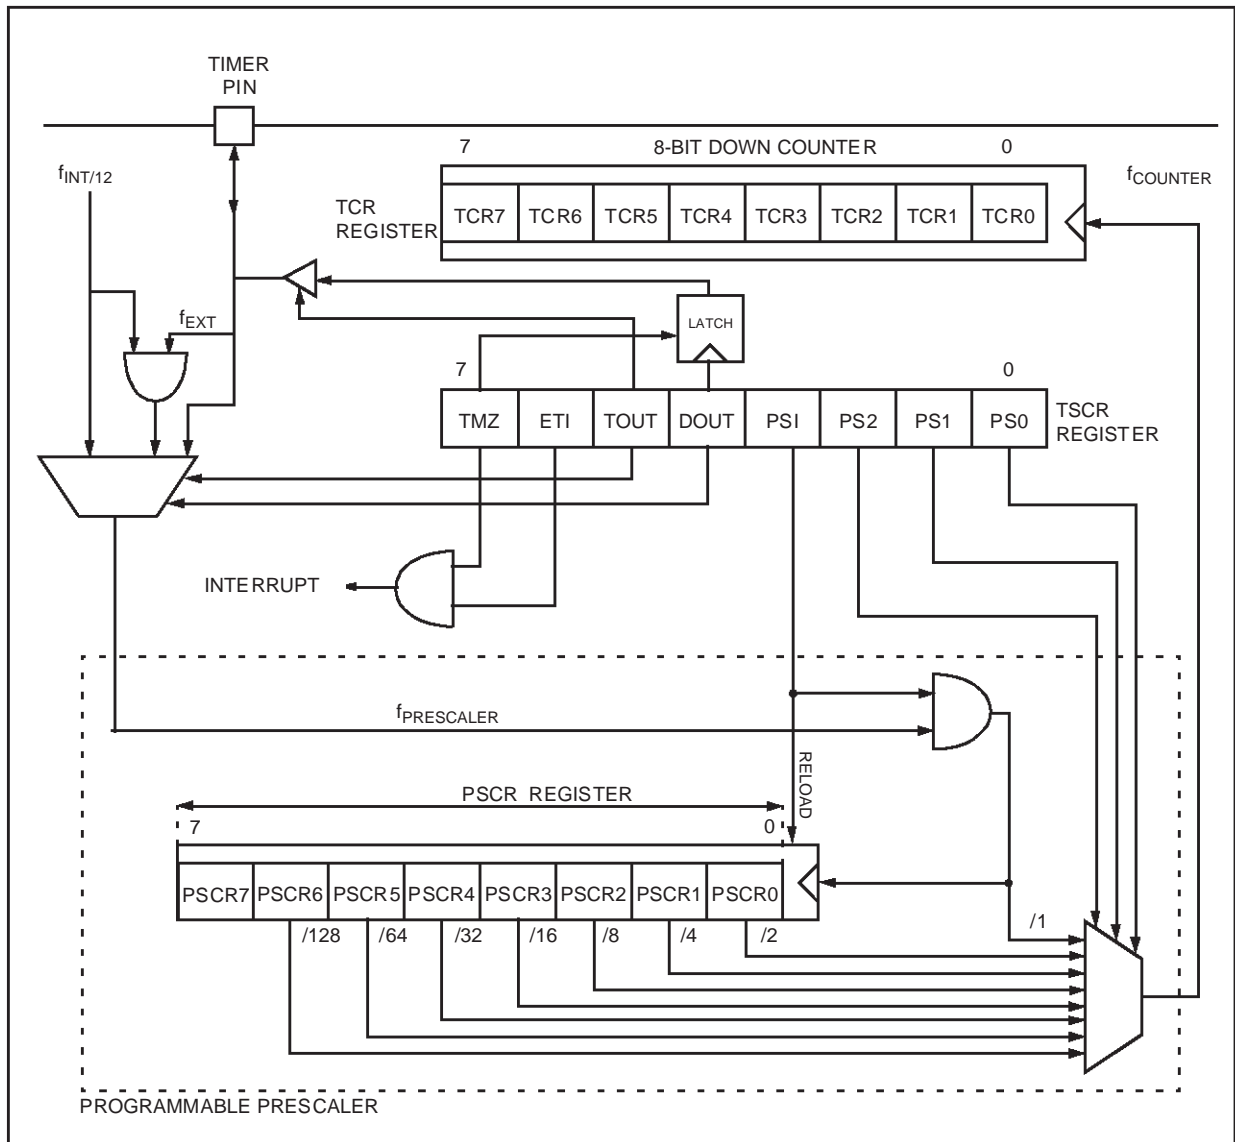 TIMER
PIN
7 8-BIT DOWN COUNTER 0
fINT/12
fCOUNTER
TCR
REGISTER
TCR7 TCR6 TCR5 TCR4 TCR3 TCR2 TCR1 TCR0
fEXT
LATCH
7 0
TMZ ETI TOUT DOUT PSI PS2 PS1 PS0
TSCR
REGISTER
INTERRUPT
fPRESCALER
RELOAD
PSCR REGISTER
7 0
PSCR7 PSCR6 PSCR5 PSCR4 PSCR3 PSCR2 PSCR1 PSCR0
/128 /64 /32 /16 /8 /4 /2 /1
PROGRAMMABLE PRESCALER